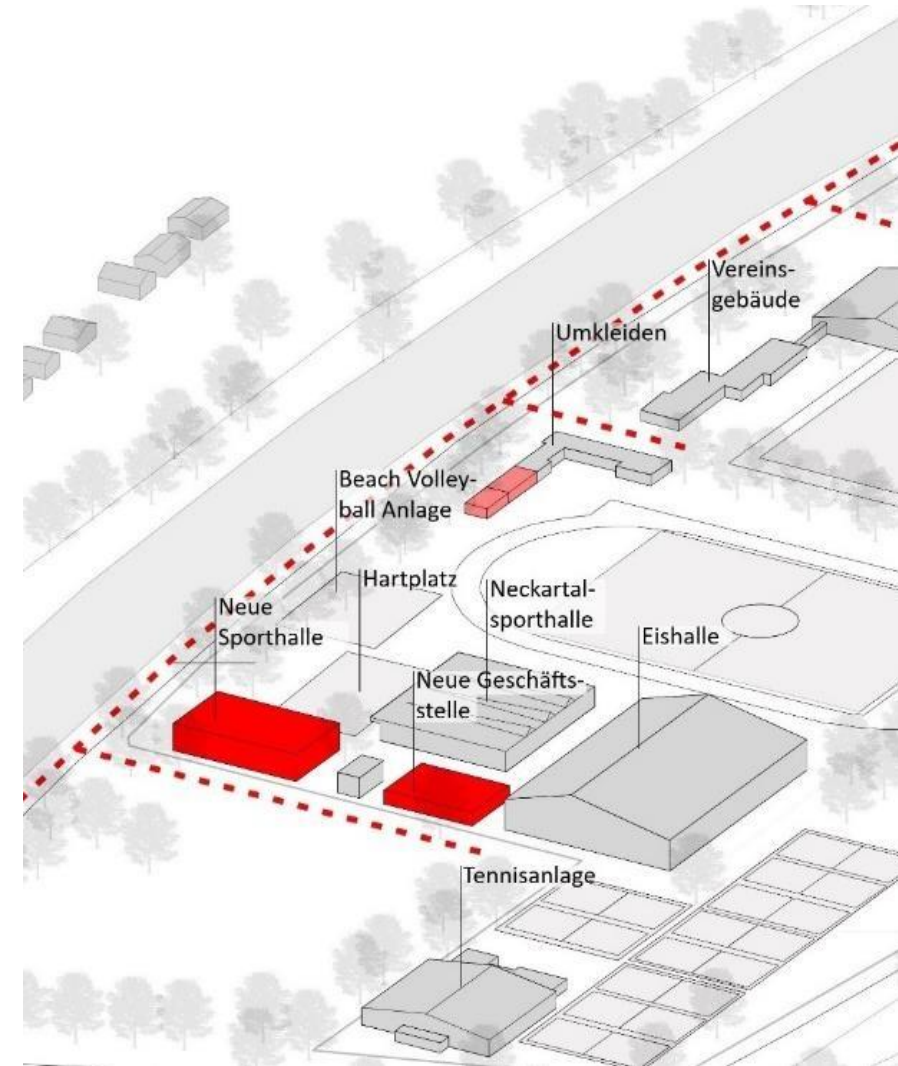 Vereins-
gebäude
Umkleiden
Beach Volley-
ball Anlage
Hartplatz
Neckartal-
sporthalle
Neue
Sporthalle
Eishalle
Neue Geschäfts-
stelle
Tennisanlage